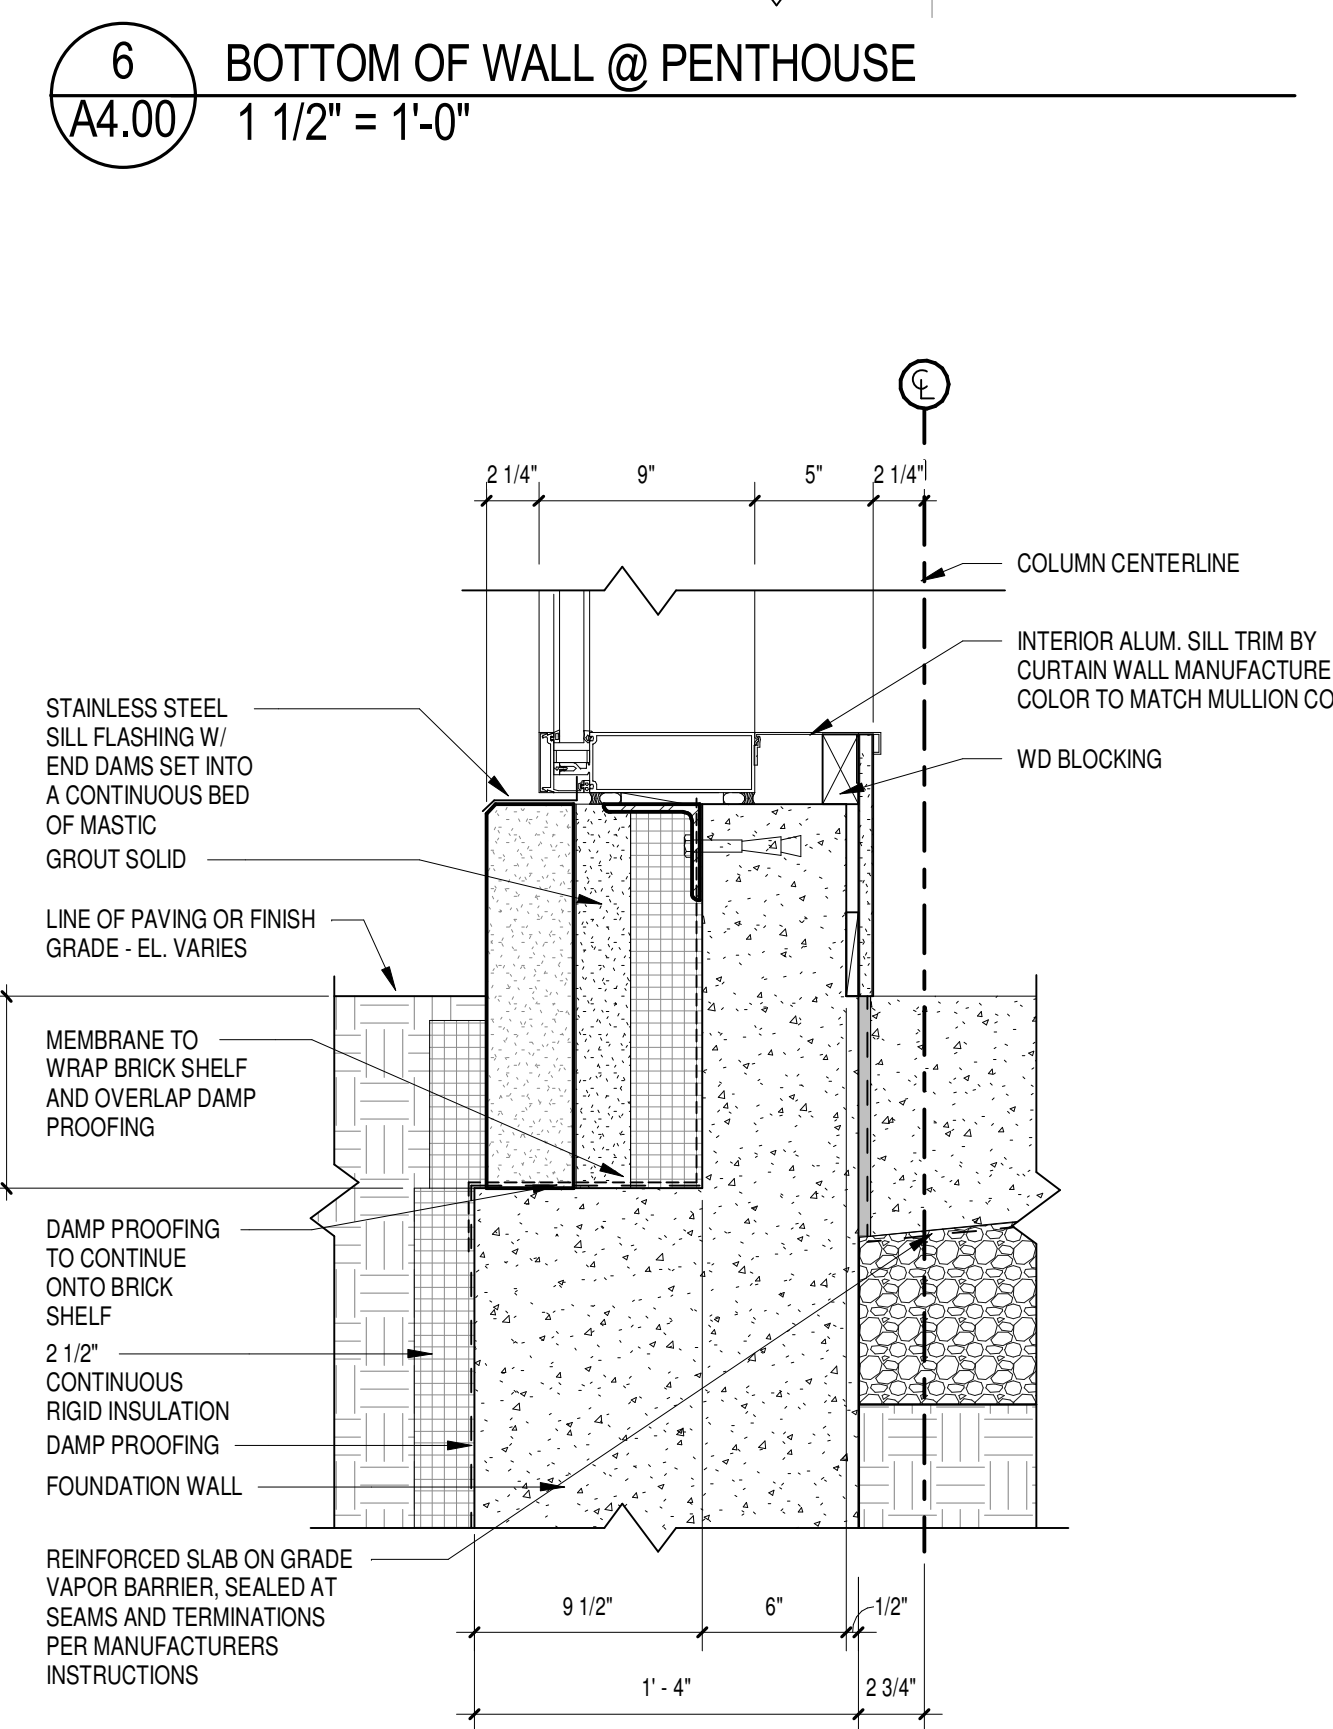 6
A4.00
BOTTOM OF WALL @ PENTHOUSE
1 1/2" = 1'-0"
CL
2 1/4"
9"
5"
2 1/4"
COLUMN CENTERLINE
INTERIOR ALUM. SILL TRIM BY
CURTAIN WALL MANUFACTURE
COLOR TO MATCH MULLION CO
WD BLOCKING
STAINLESS STEEL
SILL FLASHING W/
END DAMS SET INTO
A CONTINUOUS BED
OF MASTIC
GROUT SOLID
LINE OF PAVING OR FINISH
GRADE - EL. VARIES
MEMBRANE TO
WRAP BRICK SHELF
AND OVERLAP DAMP
PROOFING
DAMP PROOFING
TO CONTINUE
ONTO BRICK
SHELF
2 1/2"
CONTINUOUS
RIGID INSULATION
DAMP PROOFING
FOUNDATION WALL
REINFORCED SLAB ON GRADE
VAPOR BARRIER, SEALED AT
SEAMS AND TERMINATIONS
PER MANUFACTURERS
INSTRUCTIONS
9 1/2"
6"
1/2"
1' - 4"
2 3/4"